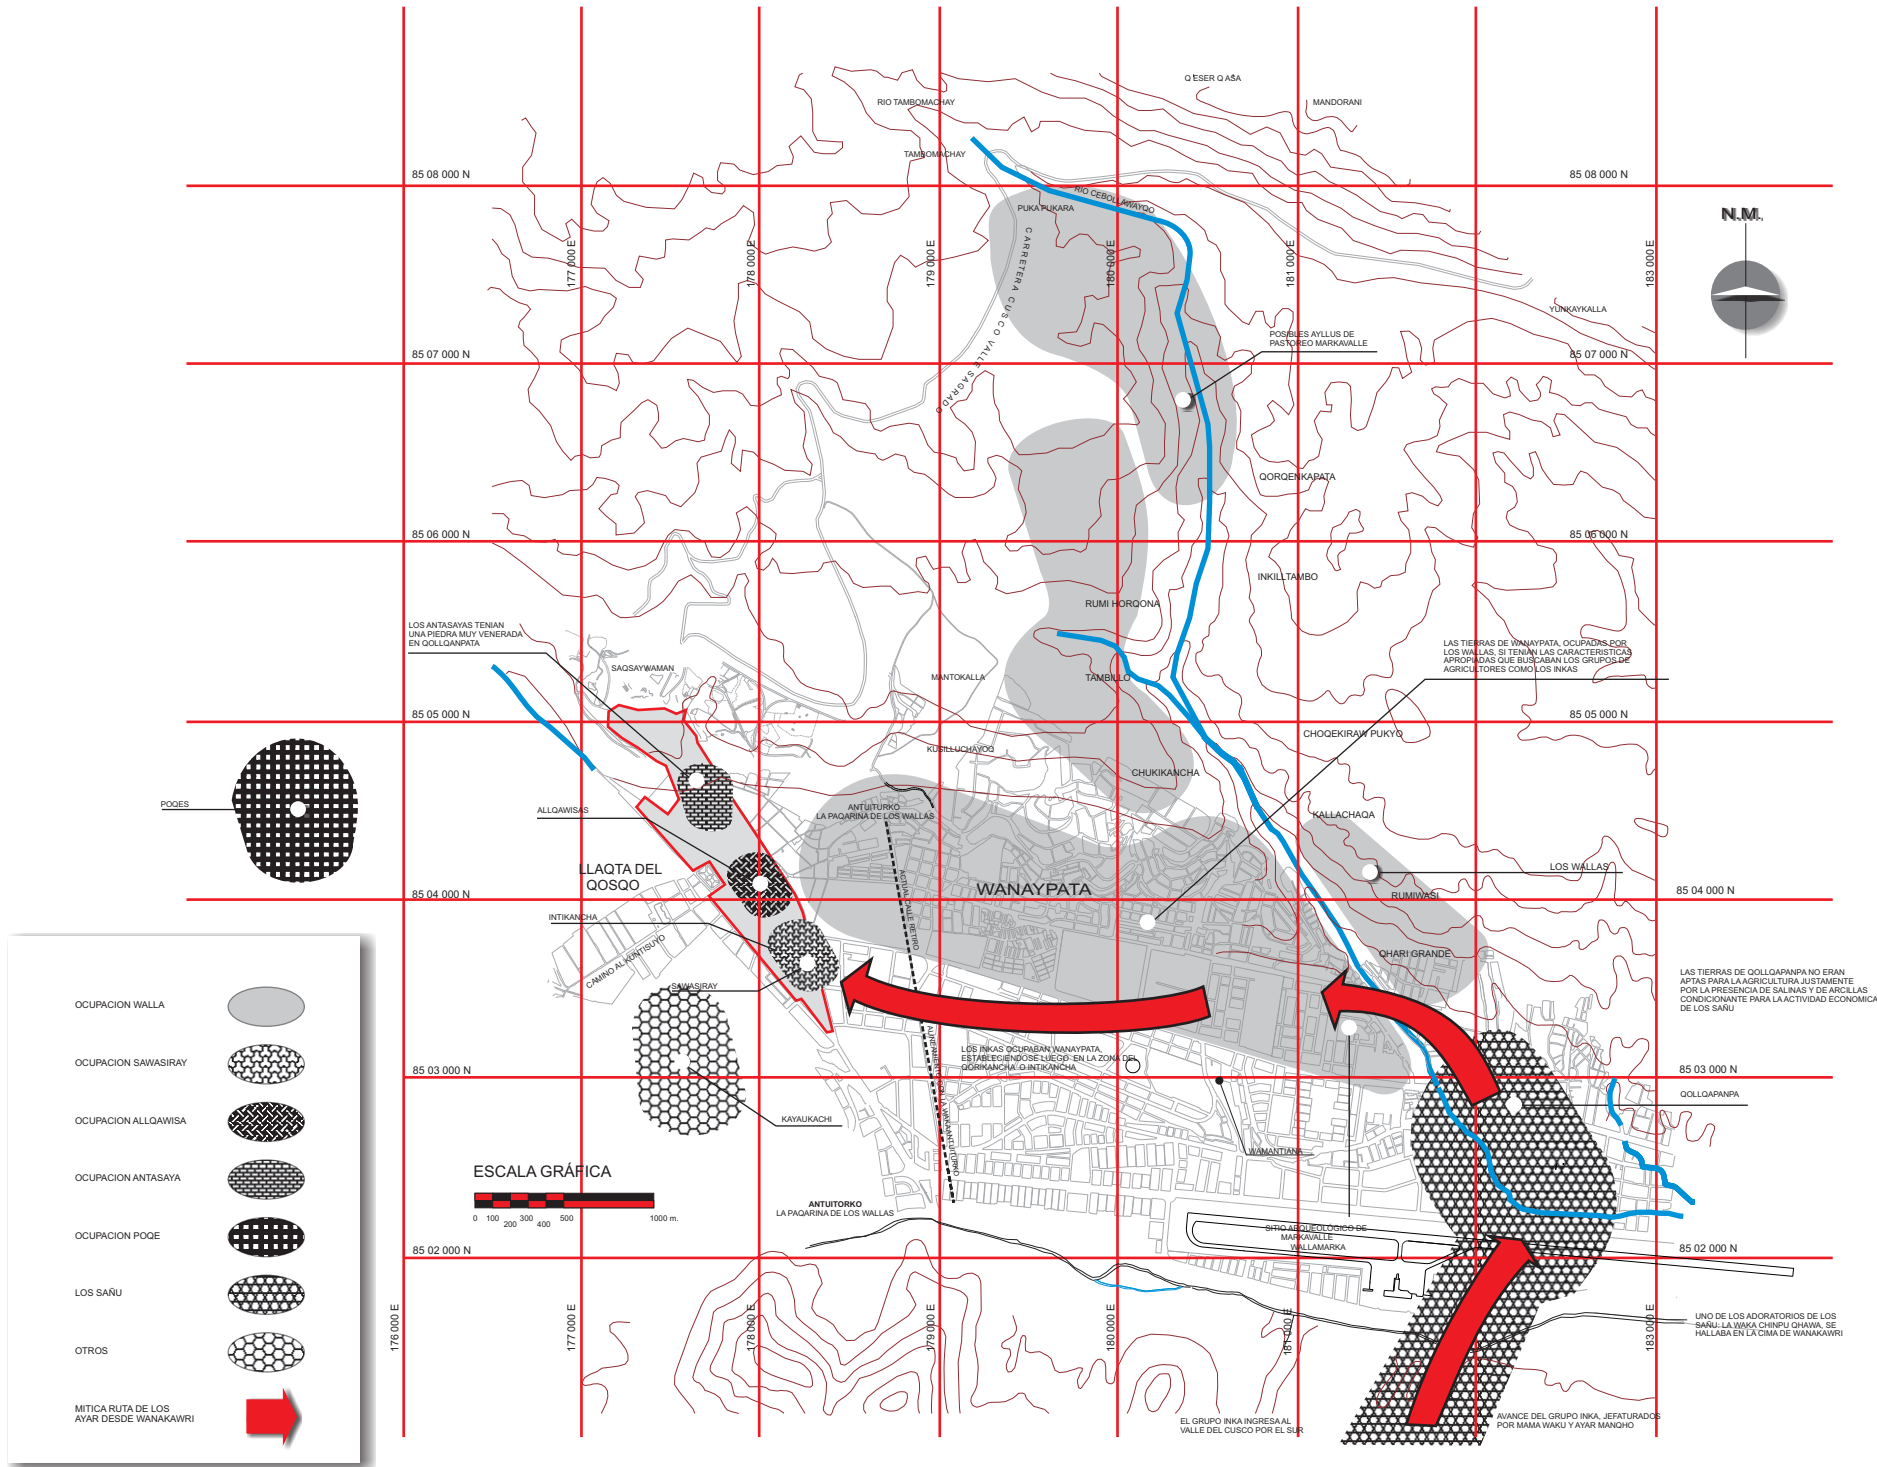 Q ESER Q ASA
RIO TAMBOMACHAY
MANDORANI
TAMBOMACHAY
85 08 000 N
85 08 000 N
RIO CEBOLLAWAYQO
PUKA PUKARA
N.M.
177 000 E
178 000 E
179 000 E
180 000 E
181 000 E
183 000 E
CARRETERA CUSCO VALLE SAGRADO
YUNKAYKALLA
POSIBLES AYLLUS DE
PASTOREO MARKAVALLE
85 07 000 N
85 07 000 N
QORQENKAPATA
85 06 000 N
85 06 000 N
INKILLTAMBO
RUMI HORQONA
LOS ANTASAYAS TENIAN
UNA PIEDRA MUY VENERADA
EN QOLLQANPATA
LAS TIERRAS DE WANAYPATA, OCUPADAS POR
LOS WALLAS, SI TENIAN LAS CARACTERISTICAS
APROPIADAS QUE BUSCABAN LOS GRUPOS DE
AGRICULTORES COMO LOS INKAS
SAQSAYWAMAN
MANTOKALLA
TAMBILLO
85 05 000 N
85 05 000 N
CHOQEKIRAW PUKYO
KUSILLUCHAYOQ
CHUKIKANCHA
POQES
ALLQAWISAS
ANTUITURKO
LA PAQARINA DE LOS WALLAS
KALLACHAQA
LLAQTA DEL
QOSQO
LOS WALLAS
WANAYPATA
RUMIWASI
85 04 000 N
85 04 000 N
ACTUAL CALLE RETIRO
INTIKANCHA
CAMINO AL KUNTISUYO
QHARI GRANDE
SAWASIRAY
LAS TIERRAS DE QOLLQAPANPA NO ERAN
APTAS PARA LA AGRICULTURA JUSTAMENTE
POR LA PRESENCIA DE SALINAS Y DE ARCILLAS
CONDICIONANTE PARA LA ACTIVIDAD ECONOMICA
DE LOS SAÑU
LOS INKAS OCUPABAN WANAYPATA,
ESTABLECIENDOSE LUEGO EN LA ZONA DEL
QORIKANCHA O INTIKANCHA
85 03 000 N
85 03 000 N
QOLLQAPANPA
KAYAUKACHI
WAMANTIANA
ESCALA GRÁFICA
0 100 200 300 400 500 1000 m.
ANTUITORKO
LA PAQARINA DE LOS WALLAS
SITIO ARQUEOLÓGICO DE
MARKAVALLE
WALLAMARKA
85 02 000 N
85 02 000 N
176 000 E
177 000 E
178 000 E
179 000 E
180 000 E
181 000 E
183 000 E
UNO DE LOS ADORATORIOS DE LOS
SAÑU: LA WAKA CHINPU QHAWA, SE
HALLABA EN LA CIMA DE WANAKAWRI
EL GRUPO INKA INGRESA AL
VALLE DEL CUSCO POR EL SUR
AVANCE DEL GRUPO INKA, JEFATURADOS
POR MAMA WAKU Y AYAR MANQHO
OCUPACION WALLA
OCUPACION SAWASIRAY
OCUPACION ALLQAWISA
OCUPACION ANTASAYA
OCUPACION POQE
LOS SAÑU
OTROS
MITICA RUTA DE LOS
AYAR DESDE WANAKAWRI